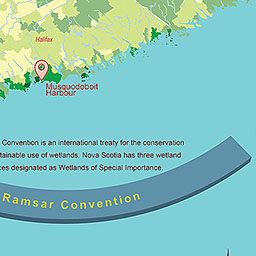 Halifax
Musquodoboit
Harbour
Convention is an international treaty for the conservation
tainable use of wetlands. Nova Scotia has three wetland
ces designated as Wetlands of Special Importance.
Ramsar Convention